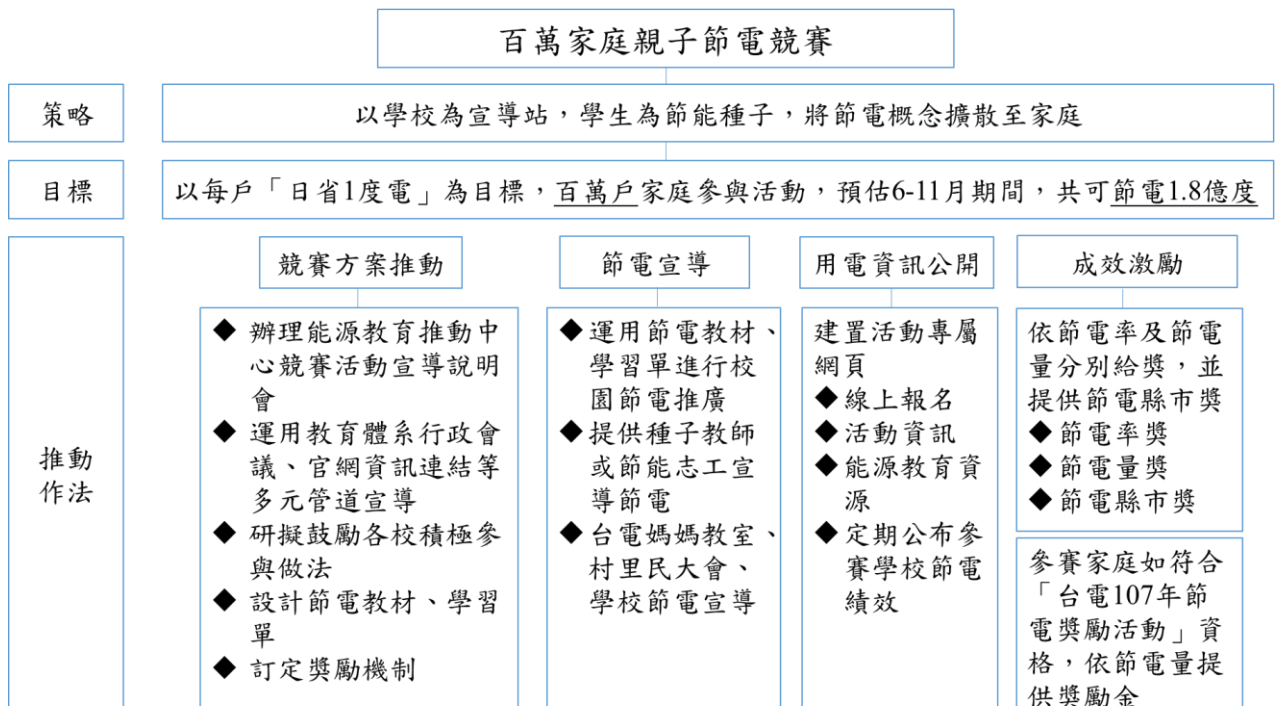 百萬家庭親子節電競賽
策略
以學校為宣導站，學生為節能種子，將節電概念擴散至家庭
目標
以每戶「日省1度電」為目標，百萬戶家庭參與活動，預估6-11月期間，共可節電1.8億度
推動
作法
競賽方案推動
◆ 辦理能源教育推動中
心競賽活動宣導說明
會
◆ 運用教育體系行政會
議、官網資訊連結等
多元管道宣導
◆ 研擬鼓勵各校積極參
與做法
◆ 設計節電教材、學習
單
◆ 訂定獎勵機制
節電宣導
◆ 運用節電教材、
學習單進行校
園節電推廣
◆ 提供種子教師
或節能志工宣
導節電
◆ 台電媽媽教室、
村里民大會、
學校節電宣導
用電資訊公開
建置活動專屬
網頁
◆ 線上報名
◆ 活動資訊
◆ 能源教育資
源
◆ 定期公布參
賽學校節電
績效
成效激勵
依節電率及節電
量分別給獎，並
提供節電縣市獎
◆ 節電率獎
◆ 節電量獎
◆ 節電縣市獎
參賽家庭如符合
「台電107年節
電獎勵活動」資
格，依節電量提
供獎勵金